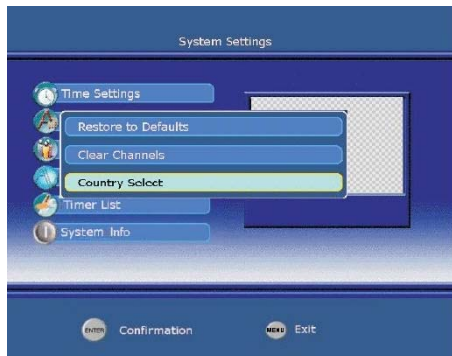 System Settings
Time Settings
Restore to Defaults
Clear Channels
Country Select
Timer List
System Info
ENTER Confirmation MENU Exit